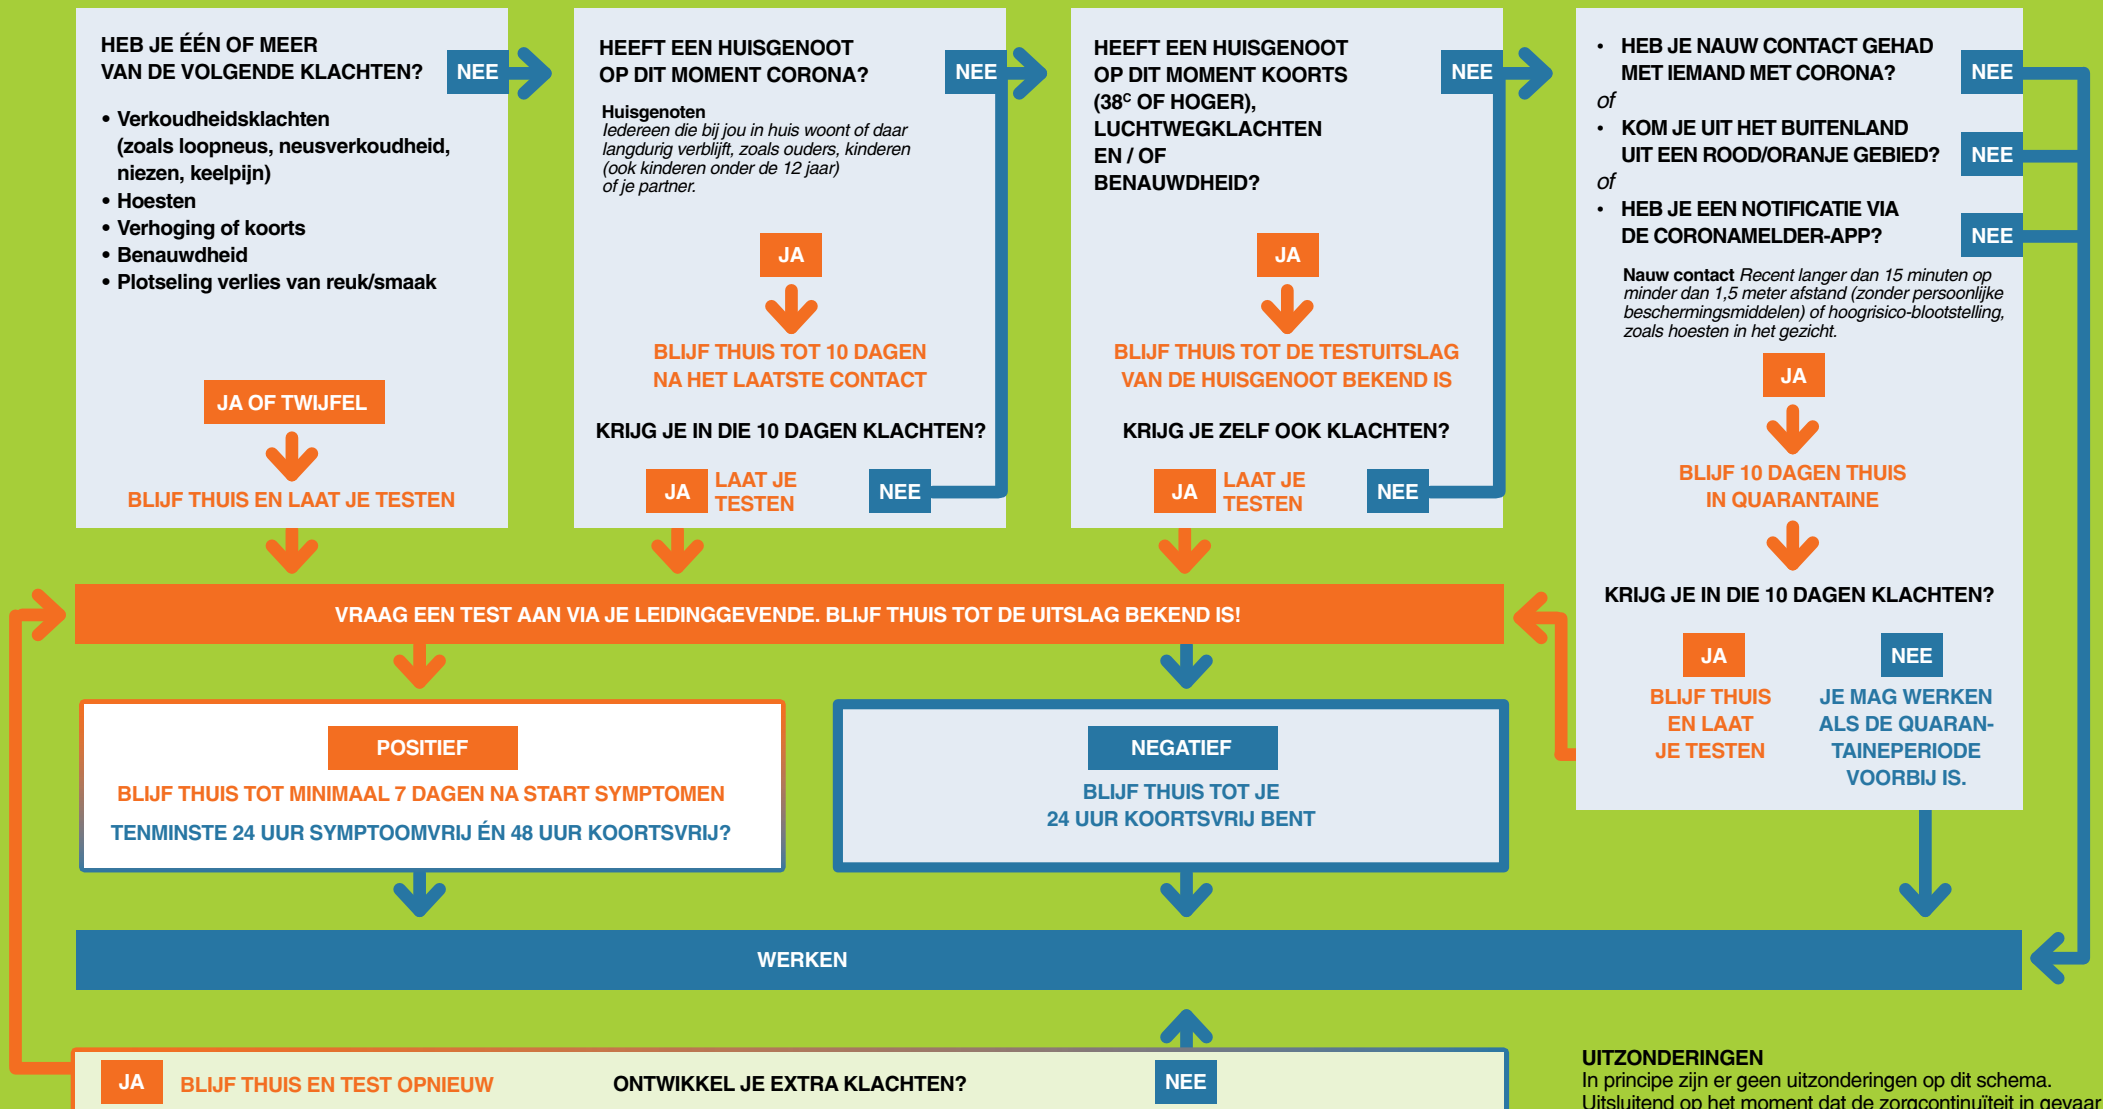 HEB JE ÉÉN OF MEER
VAN DE VOLGENDE KLACHTEN?
NEE
• Verkoudheidsklachten
(zoals loopneus, neusverkoudheid,
niezen, keelpijn)
• Hoesten
• Verhoging of koorts
• Benauwdheid
• Plotseling verlies van reuk/smaak
JA OF TWIJFEL
BLIJF THUIS EN LAAT JE TESTEN
HEEFT EEN HUISGENOOT
OP DIT MOMENT CORONA?
NEE
Huisgenoten
Iedereen die bij jou in huis woont of daar
langdurig verblijft, zoals ouders, kinderen
(ook kinderen onder de 12 jaar)
of je partner.
JA
BLIJF THUIS TOT 10 DAGEN
NA HET LAATSTE CONTACT
KRIJG JE IN DIE 10 DAGEN KLACHTEN?
JA
LAAT JE
TESTEN
NEE
HEEFT EEN HUISGENOOT
OP DIT MOMENT KOORTS
(38ᶜ OF HOGER),
LUCHTWEGKLACHTEN
EN / OF
BENAUWDHEID?
NEE
JA
BLIJF THUIS TOT DE TESTUITSLAG
VAN DE HUISGENOOT BEKEND IS
KRIJG JE ZELF OOK KLACHTEN?
JA
LAAT JE
TESTEN
NEE
• HEB JE NAUW CONTACT GEHAD
MET IEMAND MET CORONA?
NEE
of
• KOM JE UIT HET BUITENLAND
UIT EEN ROOD/ORANJE GEBIED?
NEE
of
• HEB JE EEN NOTIFICATIE VIA
DE CORONAMELDER-APP?
NEE
Nauw contact Recent langer dan 15 minuten op
minder dan 1,5 meter afstand (zonder persoonlijke
beschermingsmiddelen) of hoogrisico-blootstelling,
zoals hoesten in het gezicht.
JA
BLIJF 10 DAGEN THUIS
IN QUARANTAINE
KRIJG JE IN DIE 10 DAGEN KLACHTEN?
JA
BLIJF THUIS
EN LAAT
JE TESTEN
NEE
JE MAG WERKEN
ALS DE QUARAN-
TAINEPERIODE
VOORBIJ IS.
VRAAG EEN TEST AAN VIA JE LEIDINGGEVENDE. BLIJF THUIS TOT DE UITSLAG BEKEND IS!
POSITIEF
BLIJF THUIS TOT MINIMAAL 7 DAGEN NA START SYMPTOMEN
TENMINSTE 24 UUR SYMPTOOMVRIJ ÉN 48 UUR KOORTSVRIJ?
NEGATIEF
BLIJF THUIS TOT JE
24 UUR KOORTSVRIJ BENT
WERKEN
JA
BLIJF THUIS EN TEST OPNIEUW
ONTWIKKEL JE EXTRA KLACHTEN?
NEE
UITZONDERINGEN
In principe zijn er geen uitzonderingen op dit schema.
Uitsluitend op het moment dat de zorgcontinuïteit in gevaar